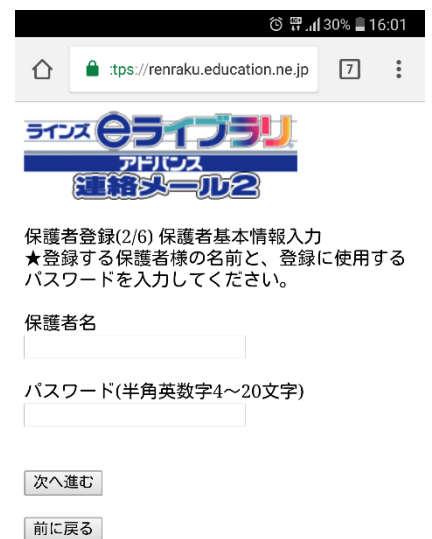 30% 16:01
:tps://renraku.education.ne.jp 7
ラインズ eライブラリ
アドバンス
連絡メール2
保護者登録(2/6) 保護者基本情報入力
★登録する保護者様の名前と、登録に使用する
パスワードを入力してください。
保護者名
パスワード(半角英数字4～20文字)
次へ進む
前に戻る